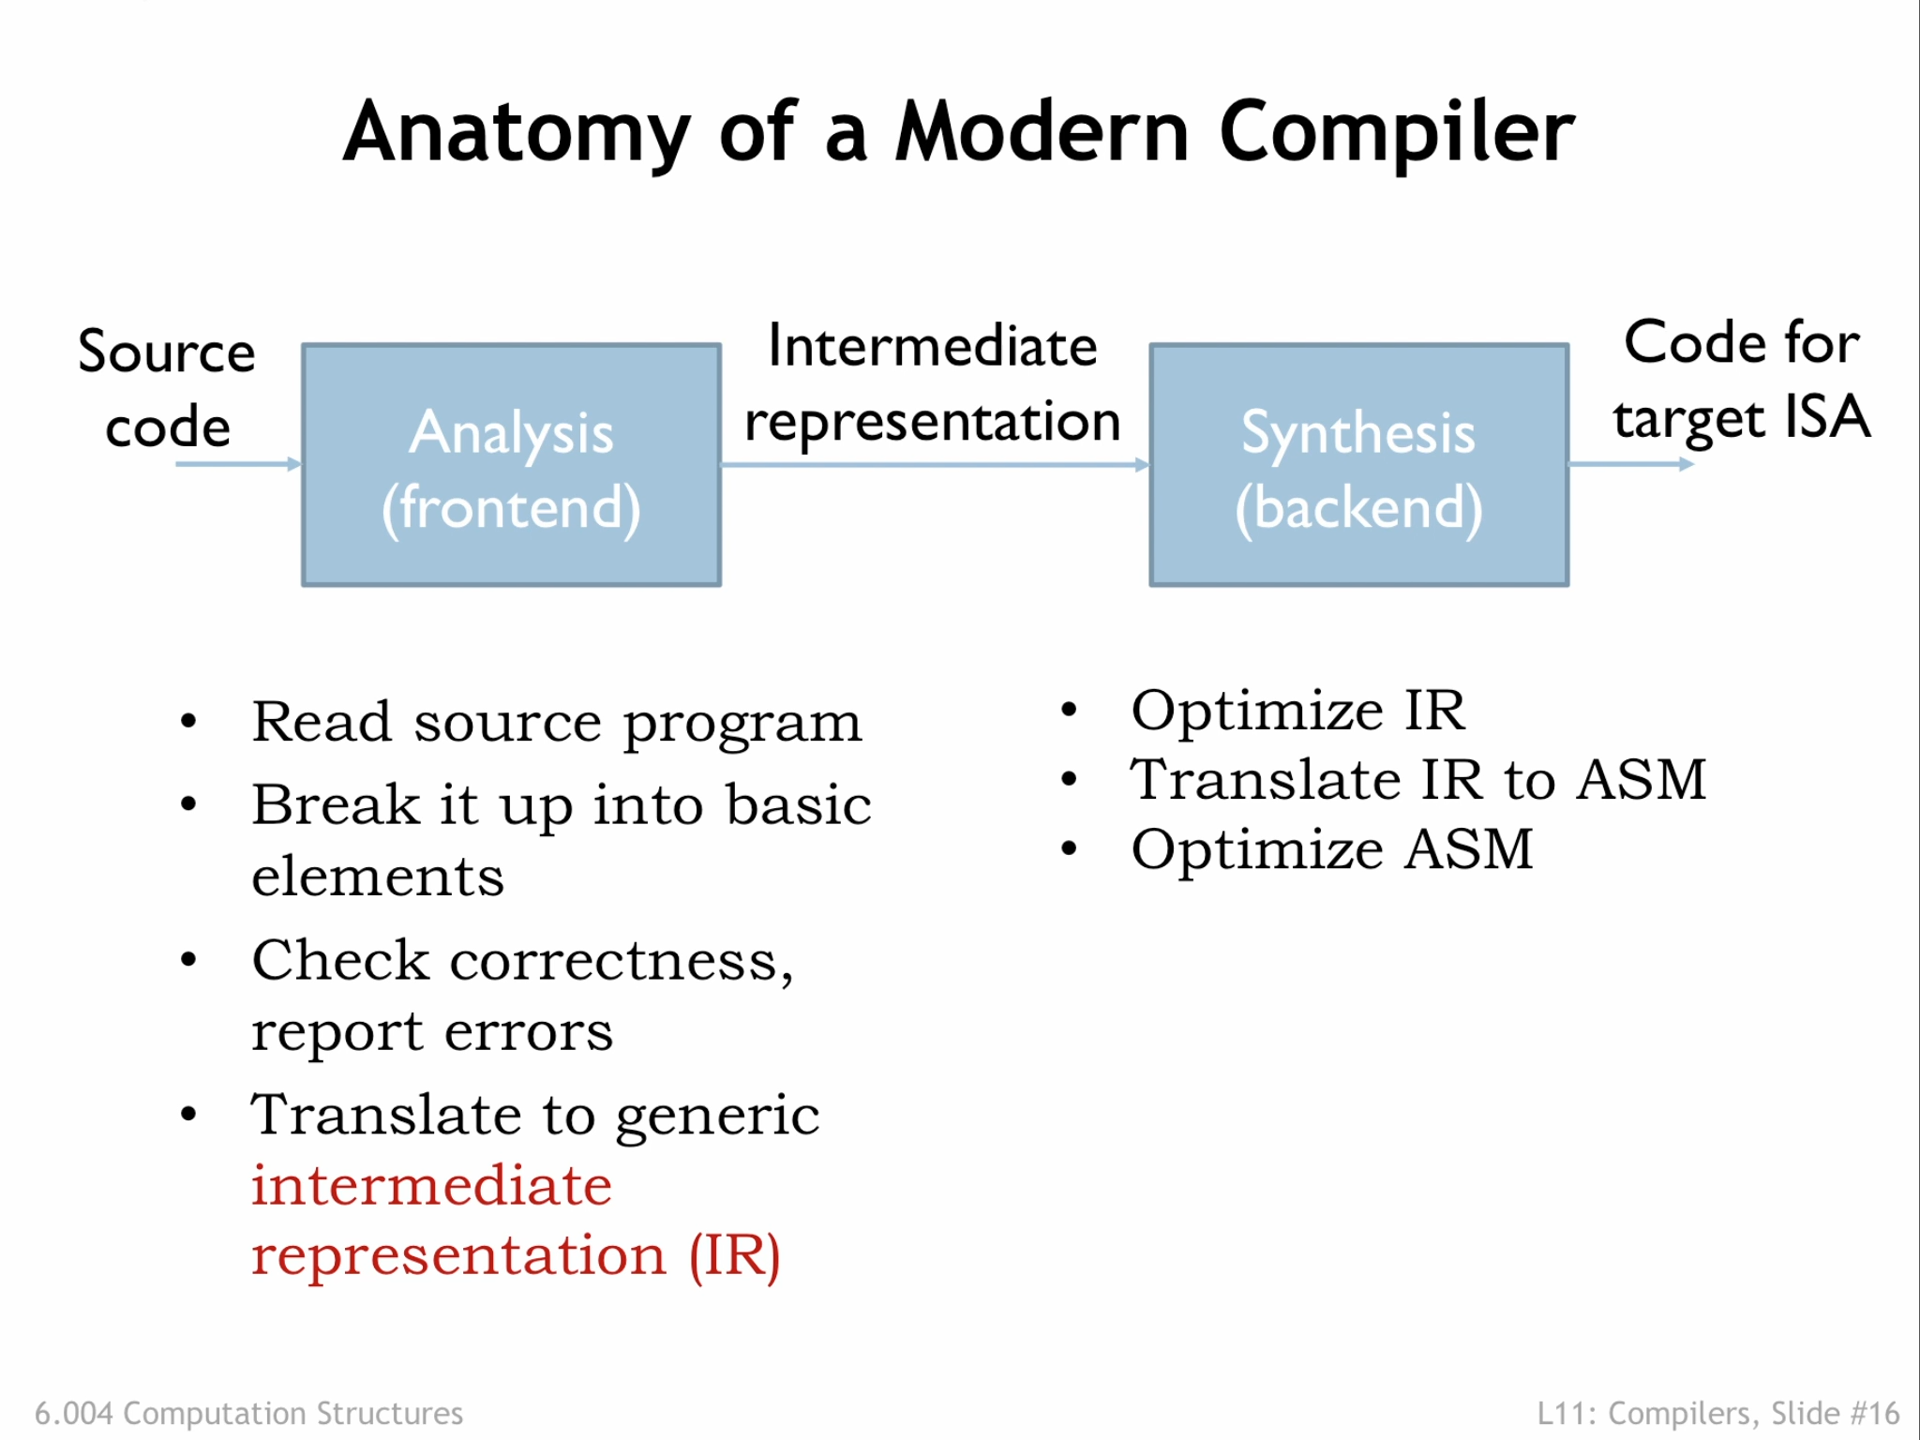 Anatomy of a Modern Compiler
Source
code
Analysis
(frontend)
Intermediate
representation
Synthesis
(backend)
Code for
target ISA
• Read source program
• Break it up into basic
elements
• Check correctness,
report errors
• Translate to generic
intermediate
representation (IR)
• Optimize IR
• Translate IR to ASM
• Optimize ASM
6.004 Computation Structures
L11: Compilers, Slide #16